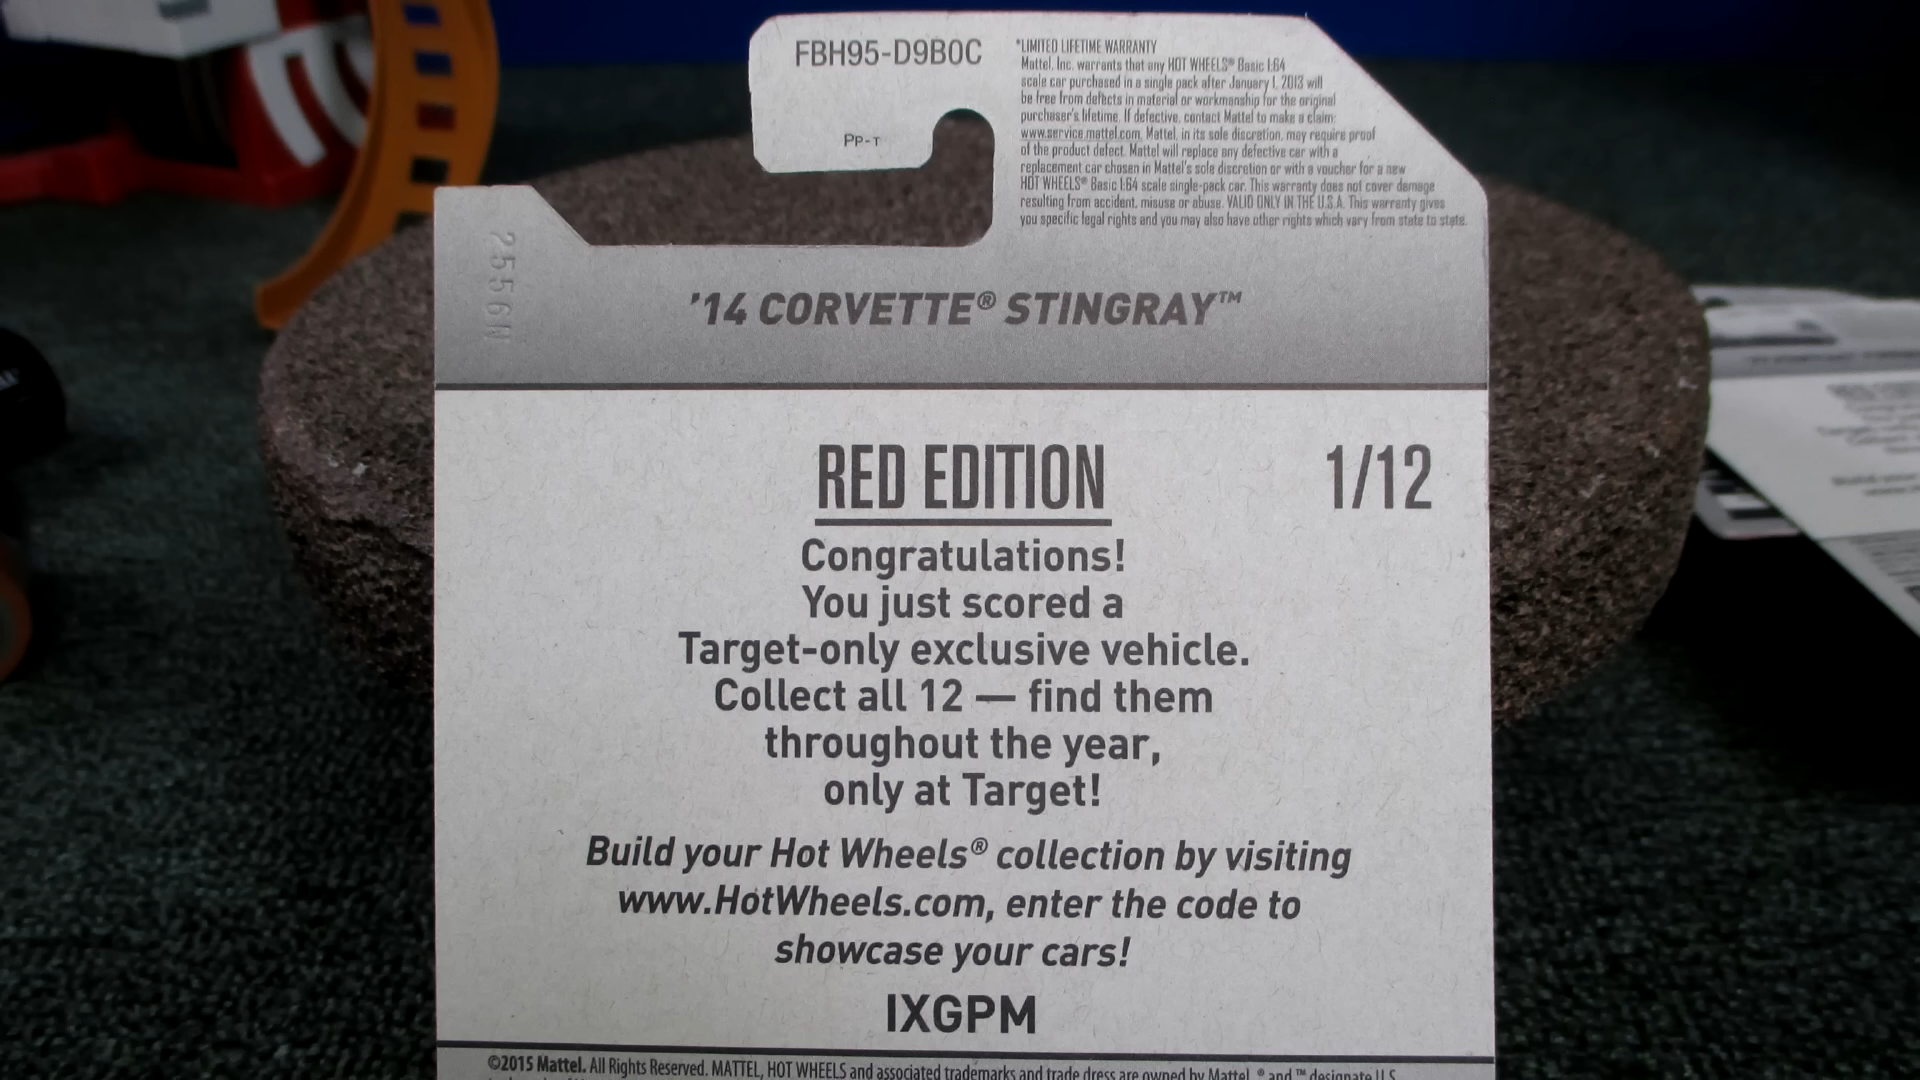 FBH95-D9B0C
PP-T
*LIMITED LIFETIME WARRANTY
Mattel, Inc. warrants that any HOT WHEELS® Basic 1:64
scale car purchased in a single pack after January 1, 2013 will
be free from defects in material or workmanship for the original
purchaser's lifetime. If defective, contact Mattel to make a claim:
www.service.mattel.com. Mattel, in its sole discretion, may require proof
of the product defect. Mattel will replace any defective car with a
replacement car chosen in Mattel's sole discretion or with a voucher for a new
HOT WHEELS® Basic 1:64 scale single-pack car. This warranty does not cover damage
resulting from accident, misuse or abuse. VALID ONLY IN THE U.S.A. This warranty gives
you specific legal rights and you may also have other rights which vary from state to state.
2556N
'14 CORVETTE® STINGRAY™
RED EDITION
1/12
Congratulations!
You just scored a
Target-only exclusive vehicle.
Collect all 12 — find them
throughout the year,
only at Target!
Build your Hot Wheels® collection by visiting
www.HotWheels.com, enter the code to
showcase your cars!
IXGPM
©2015 Mattel. All Rights Reserved. MATTEL, HOT WHEELS and associated trademarks and trade dress are owned by Mattel. ® and ™ designate U.S.